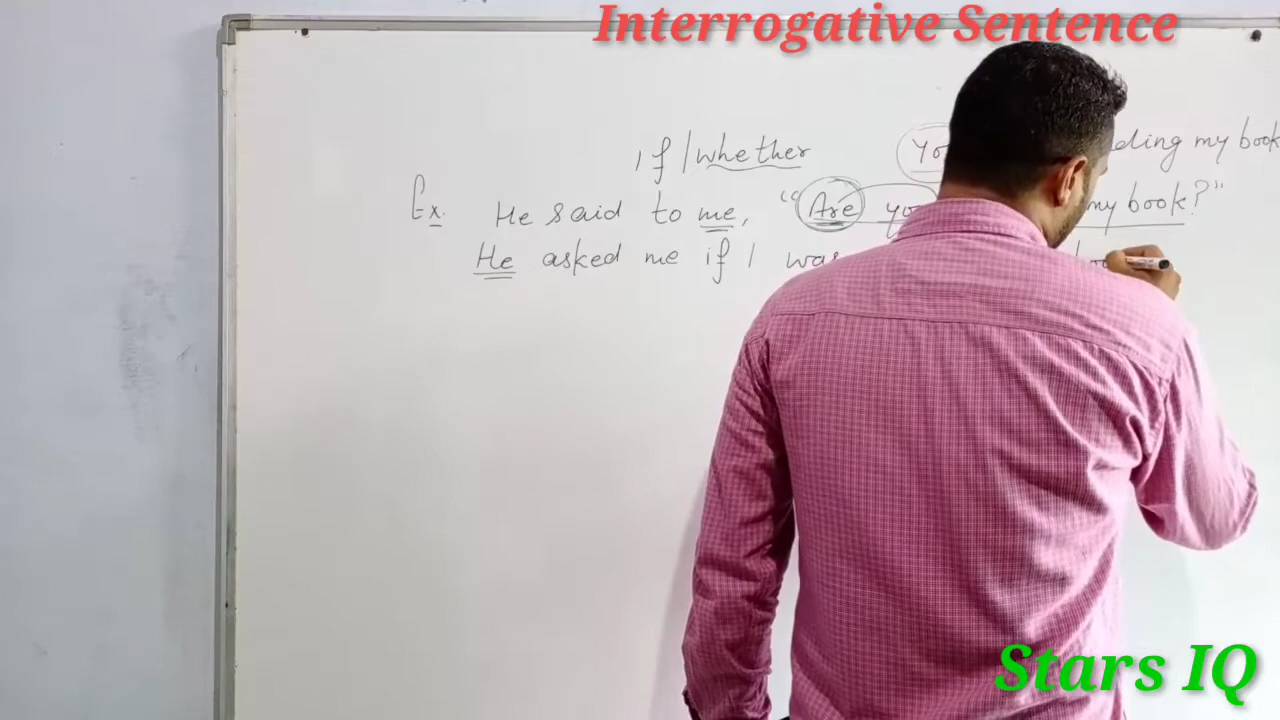 Interrogative Sentence
if/whether ding my book
Ex. He said to me, "Are you my book?"
He asked me if I was
Stars IQ